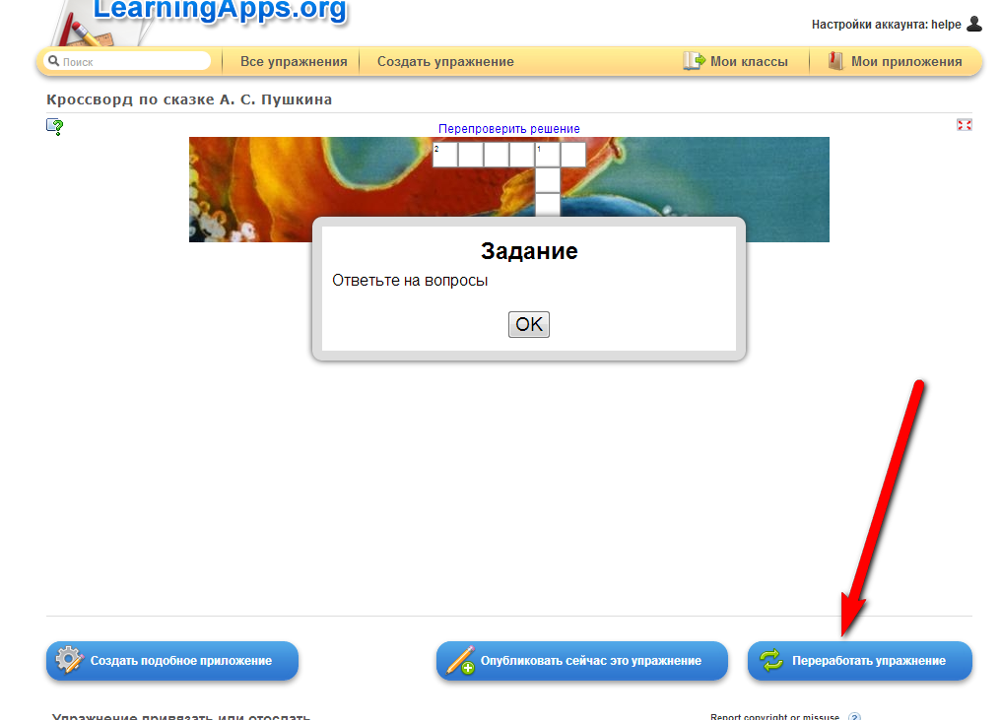 LearningApps.org
Настройки аккаунта: helpe
Поиск
Все упражнения
Создать упражнение
Мои классы
Мои приложения
Кроссворд по сказке А. С. Пушкина
Перепроверить решение
2 1
Задание
Ответьте на вопросы
OK
Создать подобное приложение
Опубликовать сейчас это упражнение
Переработать упражнение
Упражнение привязать или отослать
Report copyright or missuse ?